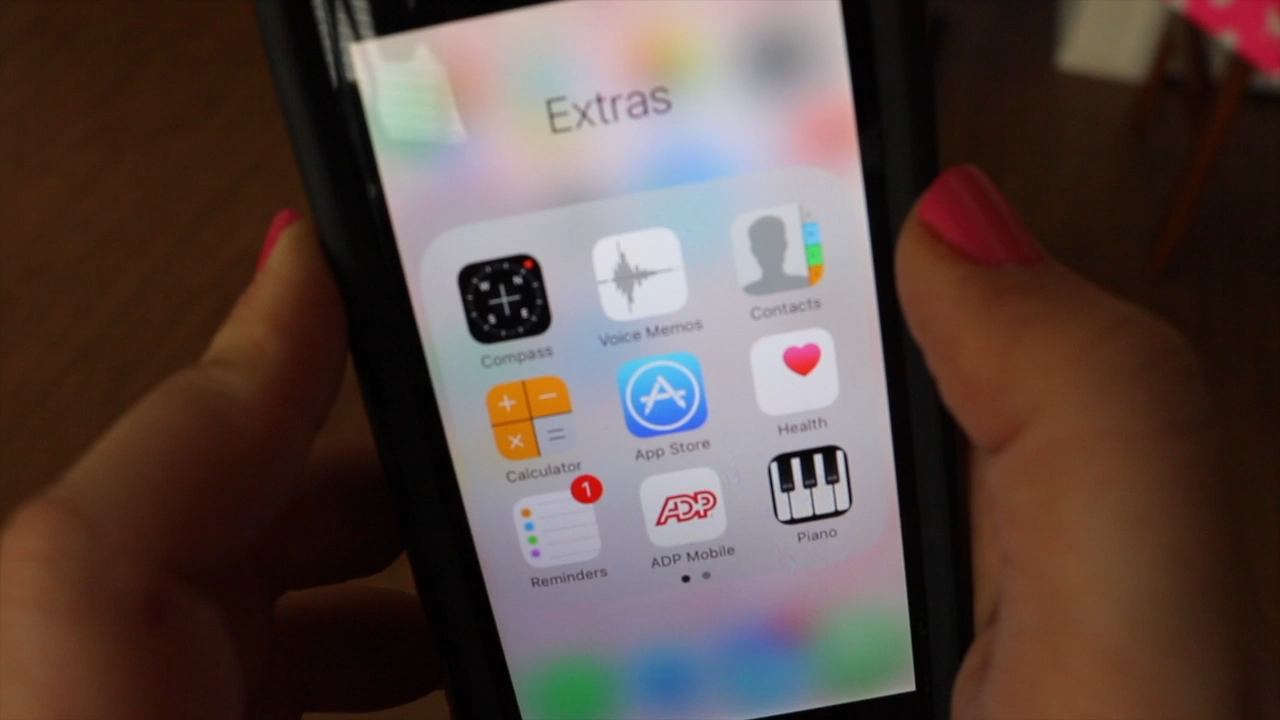 Extras
Compass
Voice Memos
Contacts
Calculator
App Store
Health
1
Reminders
ADP
ADP Mobile
Piano